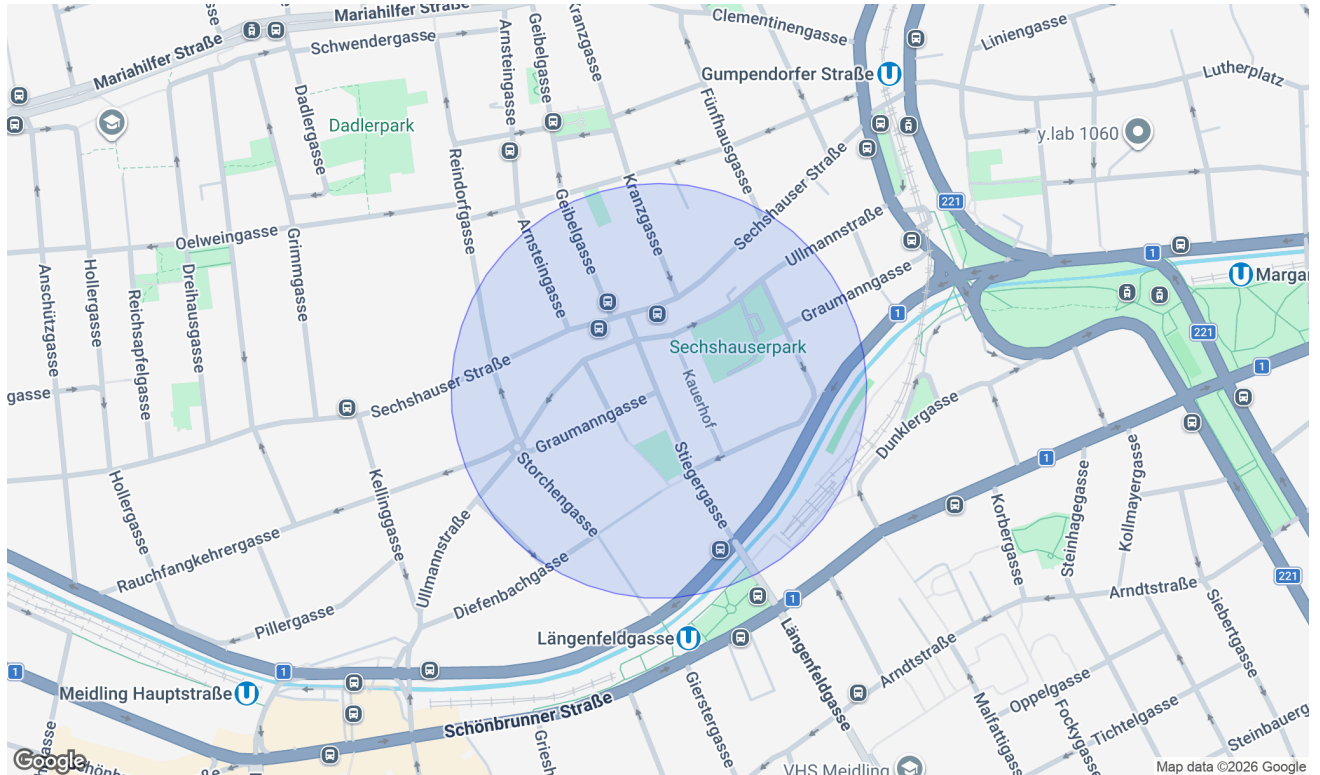 Mariahilfer Straße
Mariahilfer Straße
Schwendergasse
Arnsteingasse
Geibelgasse
Kranzgasse
Clementinengasse
Liniengasse
Lutherplatz
Gumpendorfer Straße
y.lab 1060
Dadlerpark
Dadlergasse
Reindorfgasse
Fünfhausgasse
Sechshauser Straße
Kranzgasse
Geibelgasse
Arnsteingasse
Ullmannstraße
Graumanngasse
221
1
Margar
Oelweingasse
Grimmgasse
Anschützgasse
Hollergasse
Reichsapfelgasse
Dreihausgasse
1
221
1
Sechshauserpark
Sechshauser Straße
gasse
Kauerhof
Graumanngasse
Stiegergasse
Storchengasse
Dunklergasse
1
Kollmayergasse
Steinhagegasse
Korbergasse
Hollergasse
Kellinggasse
Ullmannstraße
Rauchfangkehrergasse
Diefenbachgasse
Pillergasse
221
Arndtstraße
Siebertgasse
1
Längenfeldgasse
Längenfeldgasse
Arndtstraße
1
1
Meidling Hauptstraße
Schönbrunner Straße
Gierstergasse
Malfattigasse
Oppelgasse
Fockygasse
Tichtelgasse
Steinbauerg
Griesh
VHS Meidling
Google
Map data ©2026 Google